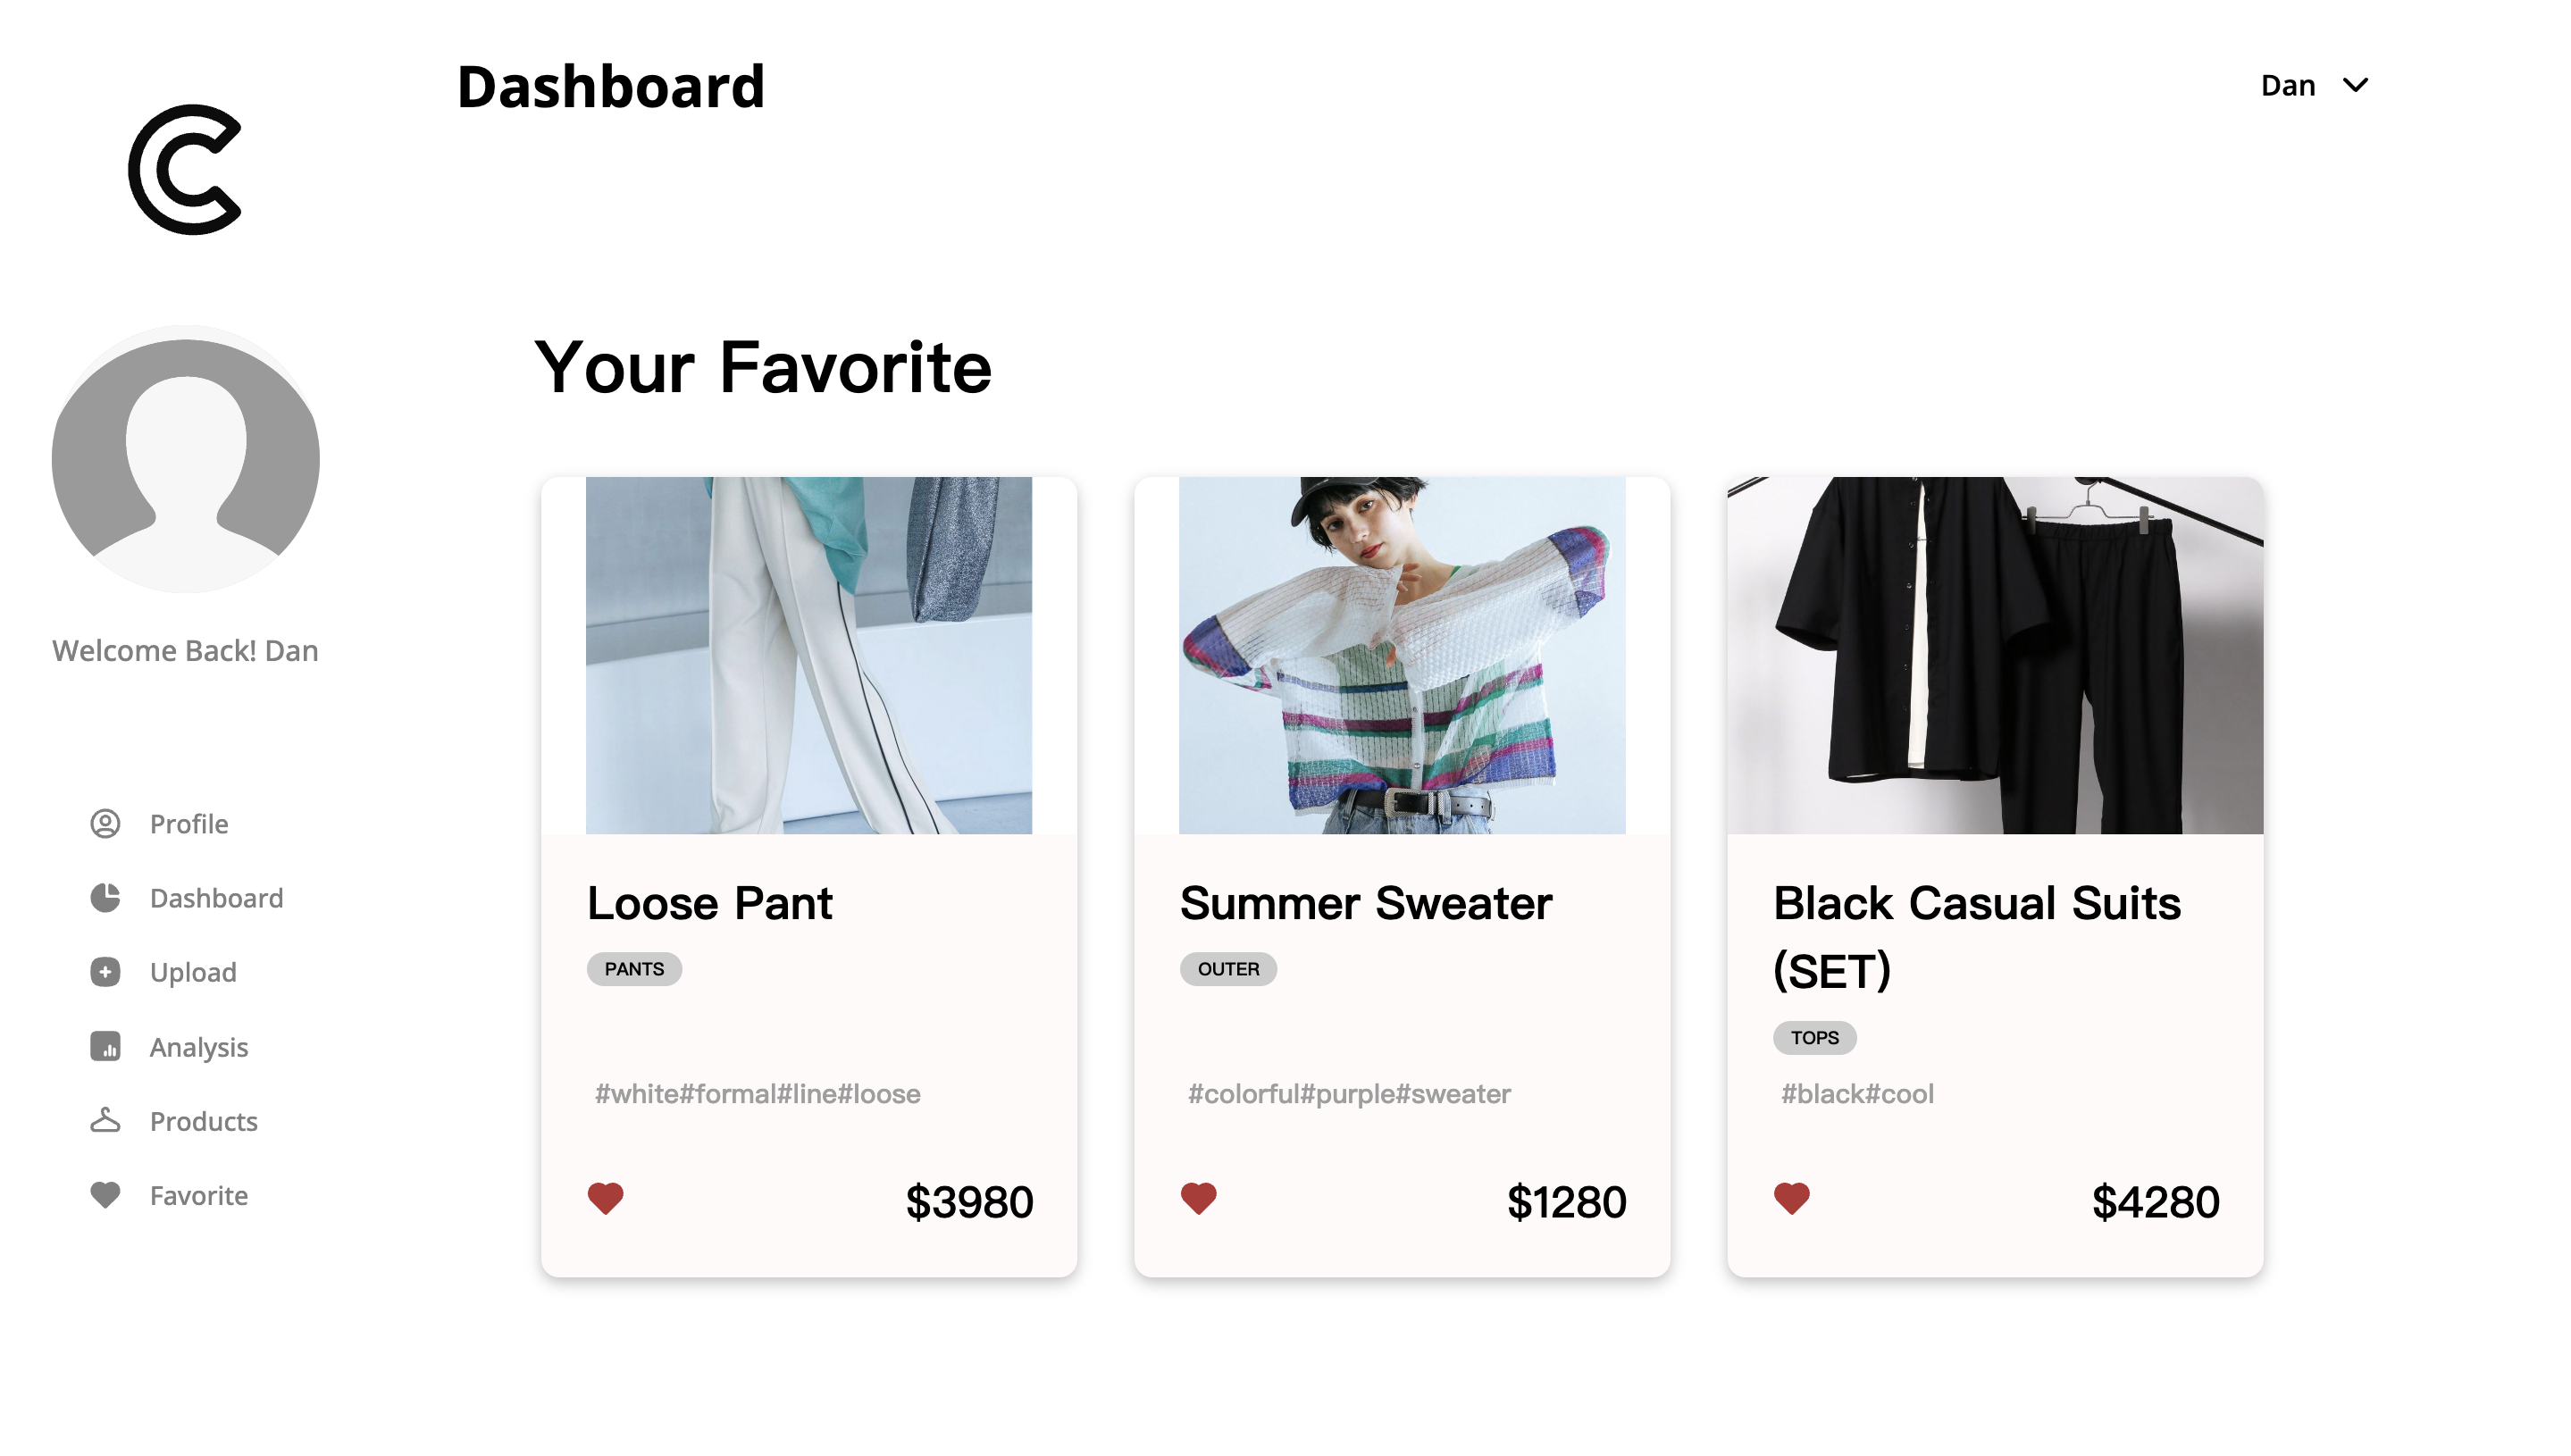 Dashboard
Dan
Welcome Back! Dan
Profile
Dashboard
Upload
Analysis
Products
Favorite
Your Favorite
Loose Pant
PANTS
#white#formal#line#loose
$3980
Summer Sweater
OUTER
#colorful#purple#sweater
$1280
Black Casual Suits
(SET)
TOPS
#black#cool
$4280